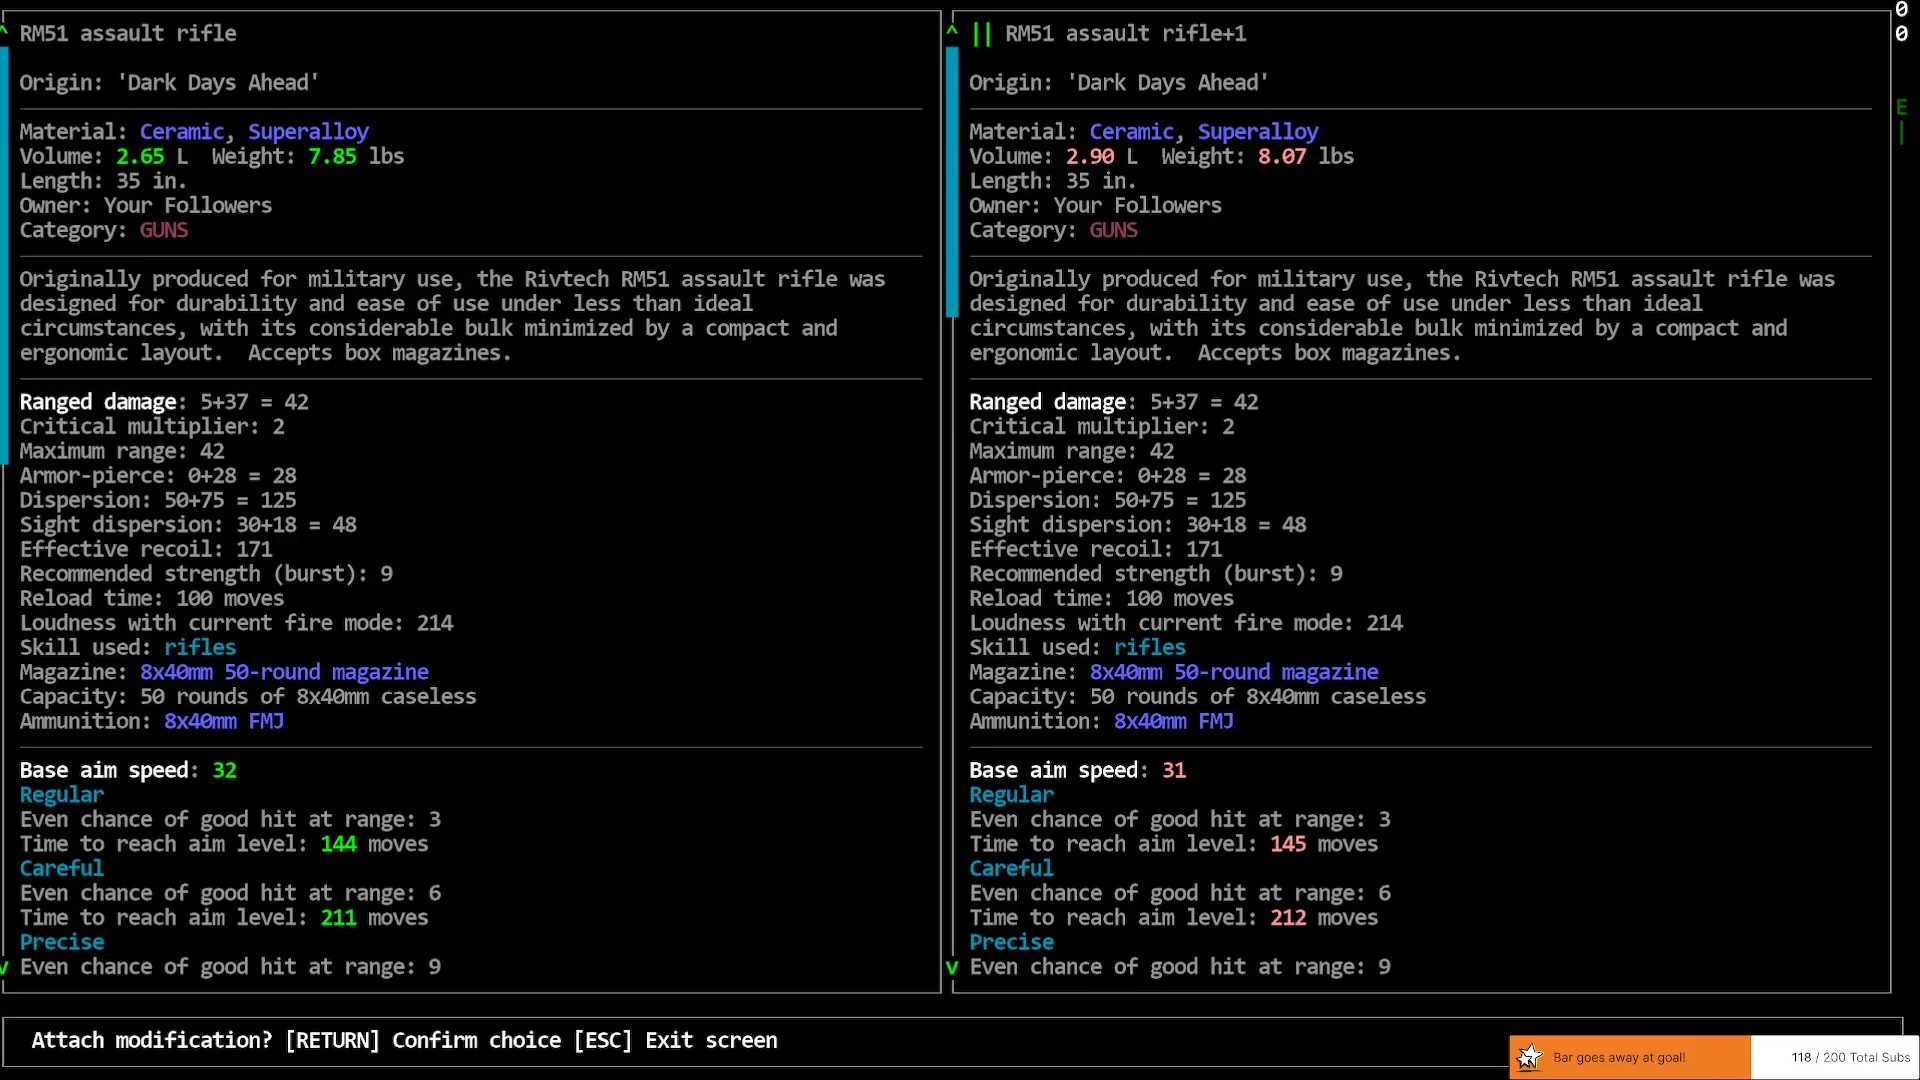 RM51 assault rifle
Origin: 'Dark Days Ahead'
Material: Ceramic, Superalloy
Volume: 2.65 L  Weight: 7.85 lbs
Length: 35 in.
Owner: Your Followers
Category: GUNS
Originally produced for military use, the Rivtech RM51 assault rifle was
designed for durability and ease of use under less than ideal
circumstances, with its considerable bulk minimized by a compact and
ergonomic layout.  Accepts box magazines.
Ranged damage: 5+37 = 42
Critical multiplier: 2
Maximum range: 42
Armor-pierce: 0+28 = 28
Dispersion: 50+75 = 125
Sight dispersion: 30+18 = 48
Effective recoil: 171
Recommended strength (burst): 9
Reload time: 100 moves
Loudness with current fire mode: 214
Skill used: rifles
Magazine: 8x40mm 50-round magazine
Capacity: 50 rounds of 8x40mm caseless
Ammunition: 8x40mm FMJ
Base aim speed: 32
Regular
Even chance of good hit at range: 3
Time to reach aim level: 144 moves
Careful
Even chance of good hit at range: 6
Time to reach aim level: 211 moves
Precise
Even chance of good hit at range: 9
|| RM51 assault rifle+1
Origin: 'Dark Days Ahead'
Material: Ceramic, Superalloy
Volume: 2.90 L  Weight: 8.07 lbs
Length: 35 in.
Owner: Your Followers
Category: GUNS
Originally produced for military use, the Rivtech RM51 assault rifle was
designed for durability and ease of use under less than ideal
circumstances, with its considerable bulk minimized by a compact and
ergonomic layout.  Accepts box magazines.
Ranged damage: 5+37 = 42
Critical multiplier: 2
Maximum range: 42
Armor-pierce: 0+28 = 28
Dispersion: 50+75 = 125
Sight dispersion: 30+18 = 48
Effective recoil: 171
Recommended strength (burst): 9
Reload time: 100 moves
Loudness with current fire mode: 214
Skill used: rifles
Magazine: 8x40mm 50-round magazine
Capacity: 50 rounds of 8x40mm caseless
Ammunition: 8x40mm FMJ
Base aim speed: 31
Regular
Even chance of good hit at range: 3
Time to reach aim level: 145 moves
Careful
Even chance of good hit at range: 6
Time to reach aim level: 212 moves
Precise
Even chance of good hit at range: 9
0
0
E
|
Attach modification? [RETURN] Confirm choice [ESC] Exit screen
Bar goes away at goal!
118 / 200 Total Subs